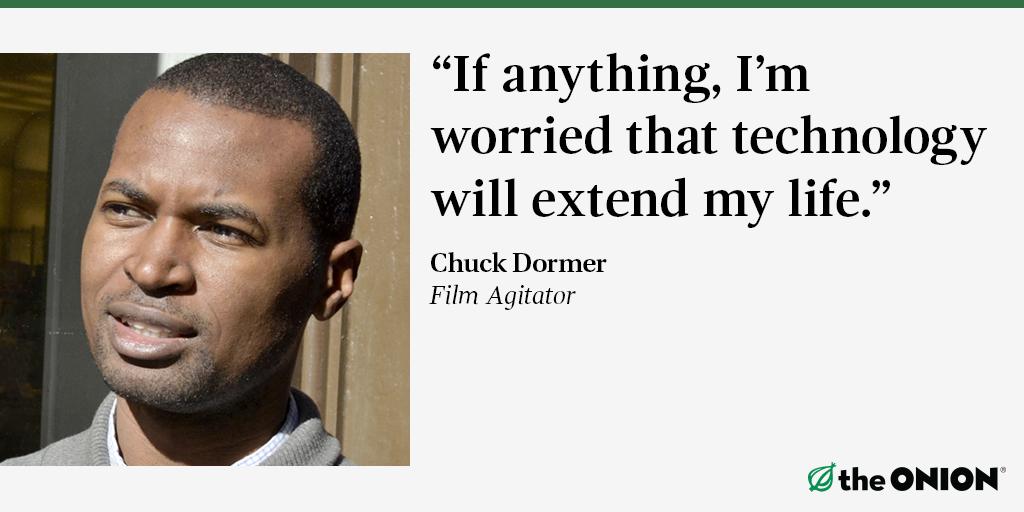 “If anything, I’m
worried that technology
will extend my life.”
Chuck Dormer
Film Agitator
the ONION®